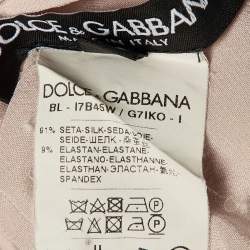 DOLCE & GABBANA
MADE IN ITALY
DOLCE & GABBANA
BL - I7B45W / G7IKO - I
91% SETA-SILK-SEDA-SOIE-
SEIDE-ШЕЛК-
9% ELASTAN-ELASTANE-
ELASTANO-ELASTHANNE-
ELASTHAN-ЭЛАСТАН-
SPANDEX